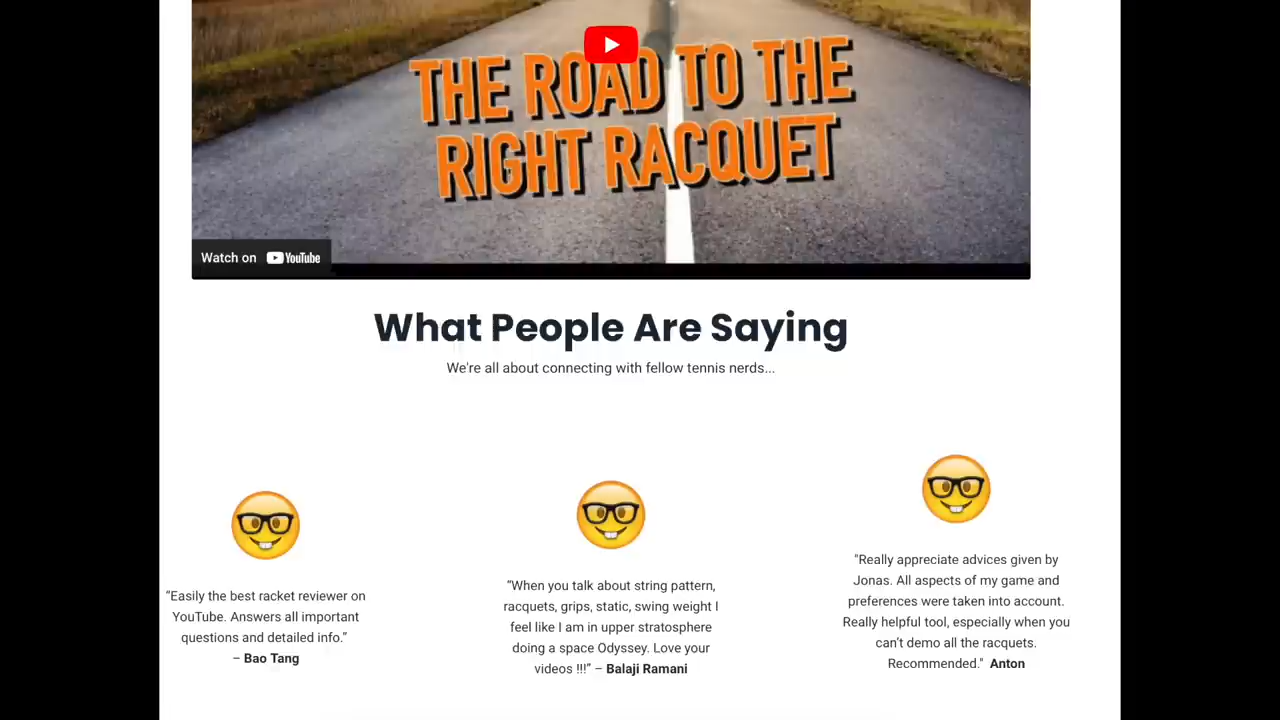 THE ROAD TO THE
RIGHT RACQUET
Watch on YouTube
What People Are Saying
We're all about connecting with fellow tennis nerds...
“Easily the best racket reviewer on
YouTube. Answers all important
questions and detailed info.”
– Bao Tang
“When you talk about string pattern,
racquets, grips, static, swing weight I
feel like I am in upper stratosphere
doing a space Odyssey. Love your
videos !!!” – Balaji Ramani
"Really appreciate advices given by
Jonas. All aspects of my game and
preferences were taken into account.
Really helpful tool, especially when you
can’t demo all the racquets.
Recommended." Anton